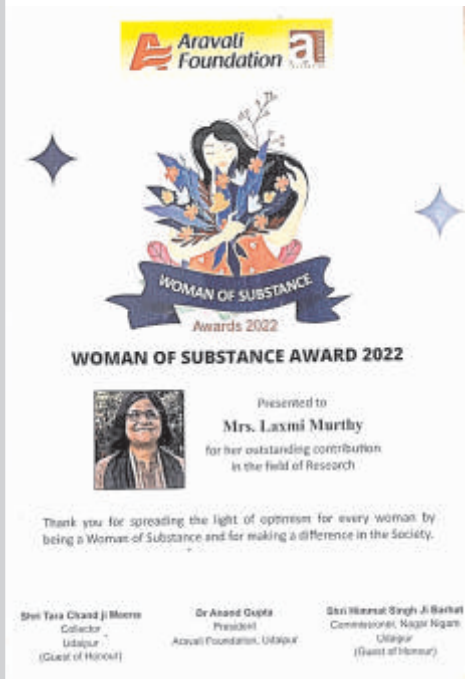 Aravali
Foundation
WOMAN OF SUBSTANCE
Awards 2022
WOMAN OF SUBSTANCE AWARD 2022
Presented to
Mrs. Laxmi Murthy
for her outstanding contribution
in the field of Research
Thank you for spreading the light of optimism for every woman by
being a Woman of Substance and for making a difference in the Society.
Shri Tara Chand ji Meena
Collector
Udaipur
(Guest of Honour)
Dr Anand Gupta
President
Aravali Foundation, Udaipur
Shri Himmat Singh Ji Barhat
Commissioner, Nagar Nigam
Udaipur
(Guest of Honour)